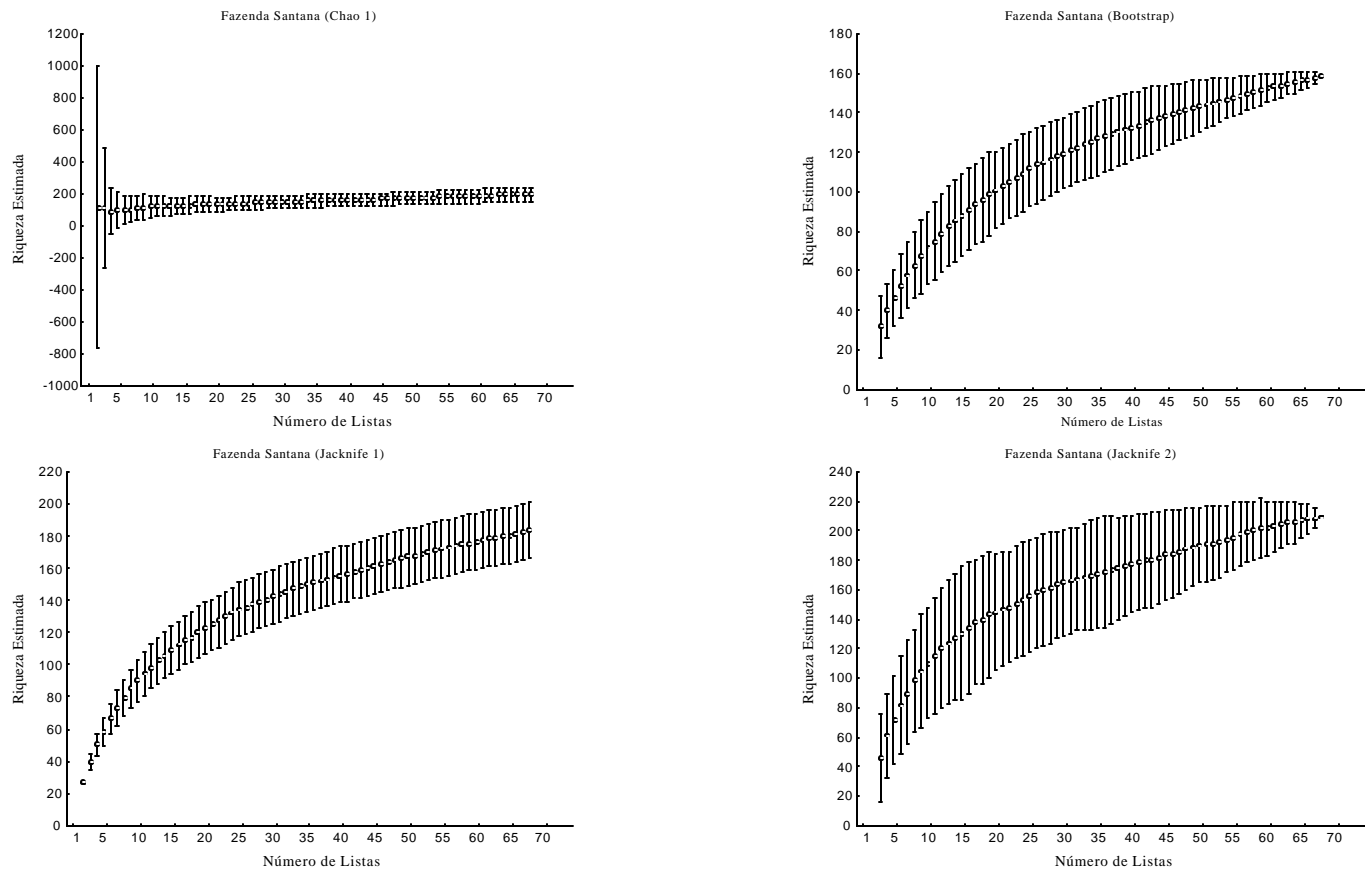 Fazenda Santana (Chao 1)
1200
1000
800
600
400
200
0
-200
-400
-600
-800
-1000
Riqueza Estimada
1 5 10 15 20 25 30 35 40 45 50 55 60 65 70
Número de Listas
Fazenda Santana (Bootstrap)
180
160
140
120
100
80
60
40
20
0
Riqueza Estimada
1 5 10 15 20 25 30 35 40 45 50 55 60 65 70
Número de Listas
Fazenda Santana (Jacknife 1)
220
200
180
160
140
120
100
80
60
40
20
0
Riqueza Estimada
1 5 10 15 20 25 30 35 40 45 50 55 60 65 70
Número de Listas
Fazenda Santana (Jacknife 2)
240
220
200
180
160
140
120
100
80
60
40
20
0
Riqueza Estimada
1 5 10 15 20 25 30 35 40 45 50 55 60 65 70
Número de Listas